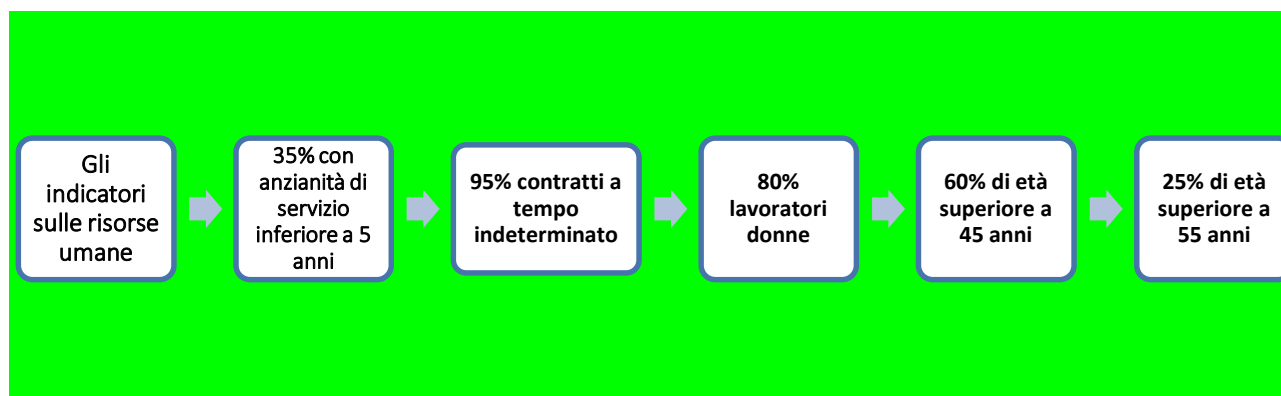 Gli
indicatori
sulle risorse
umane
35% con
anzianità di
servizio
inferiore a 5
anni
95% contratti a
tempo
indeterminato
80%
lavoratori
donne
60% di età
superiore a
45 anni
25% di età
superiore a
55 anni